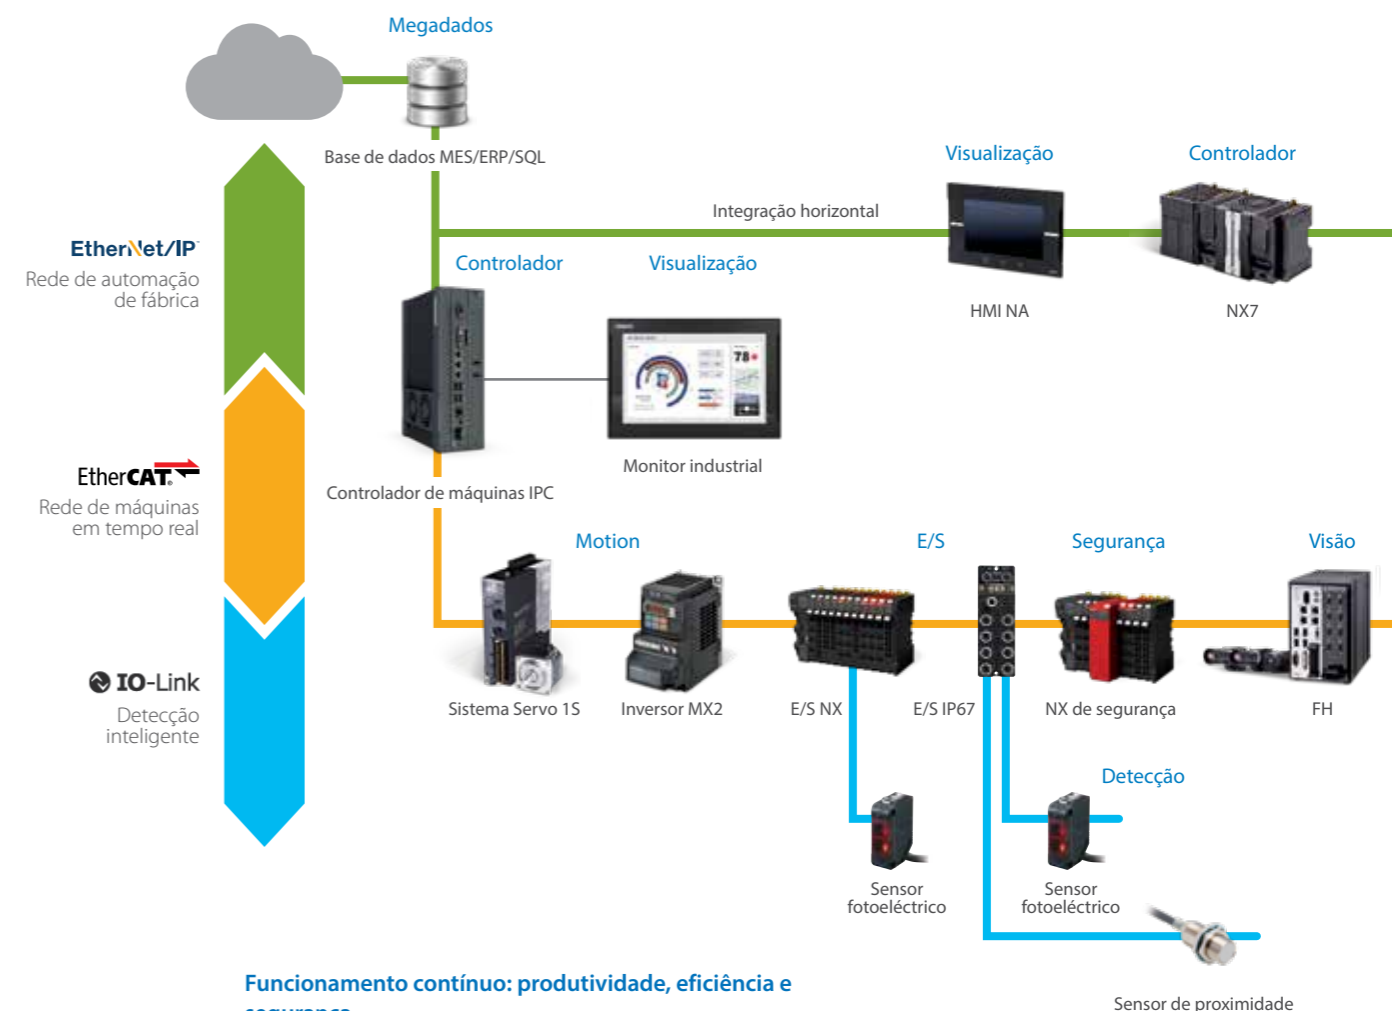 Megadados
Base de dados MES/ERP/SQL
Visualização
Controlador
Integração horizontal
EtherNet/IP™
Rede de automação
de fábrica
Controlador
Visualização
HMI NA
NX7
78
Monitor industrial
EtherCAT®
Rede de máquinas
em tempo real
Controlador de máquinas IPC
Motion
E/S
Segurança
Visão
IO-Link
Detecção
inteligente
Sistema Servo 1S
Inversor MX2
E/S NX
E/S IP67
NX de segurança
FH
Detecção
Sensor
fotoeléctrico
Sensor
fotoeléctrico
Funcionamento contínuo: produtividade, eficiência e
segurança
Sensor de proximidade